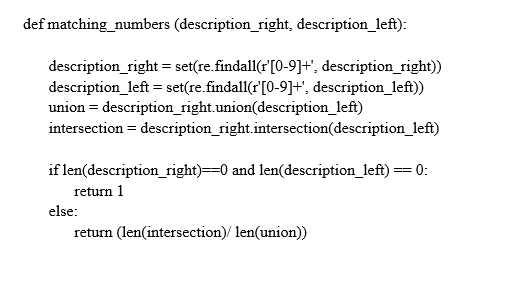 def matching_numbers (description_right, description_left):
description_right = set(re.findall(r'[0-9]+', description_right))
description_left = set(re.findall(r'[0-9]+', description_left))
union = description_right.union(description_left)
intersection = description_right.intersection(description_left)
if len(description_right)==0 and len(description_left) == 0:
return 1
else:
return (len(intersection)/ len(union))